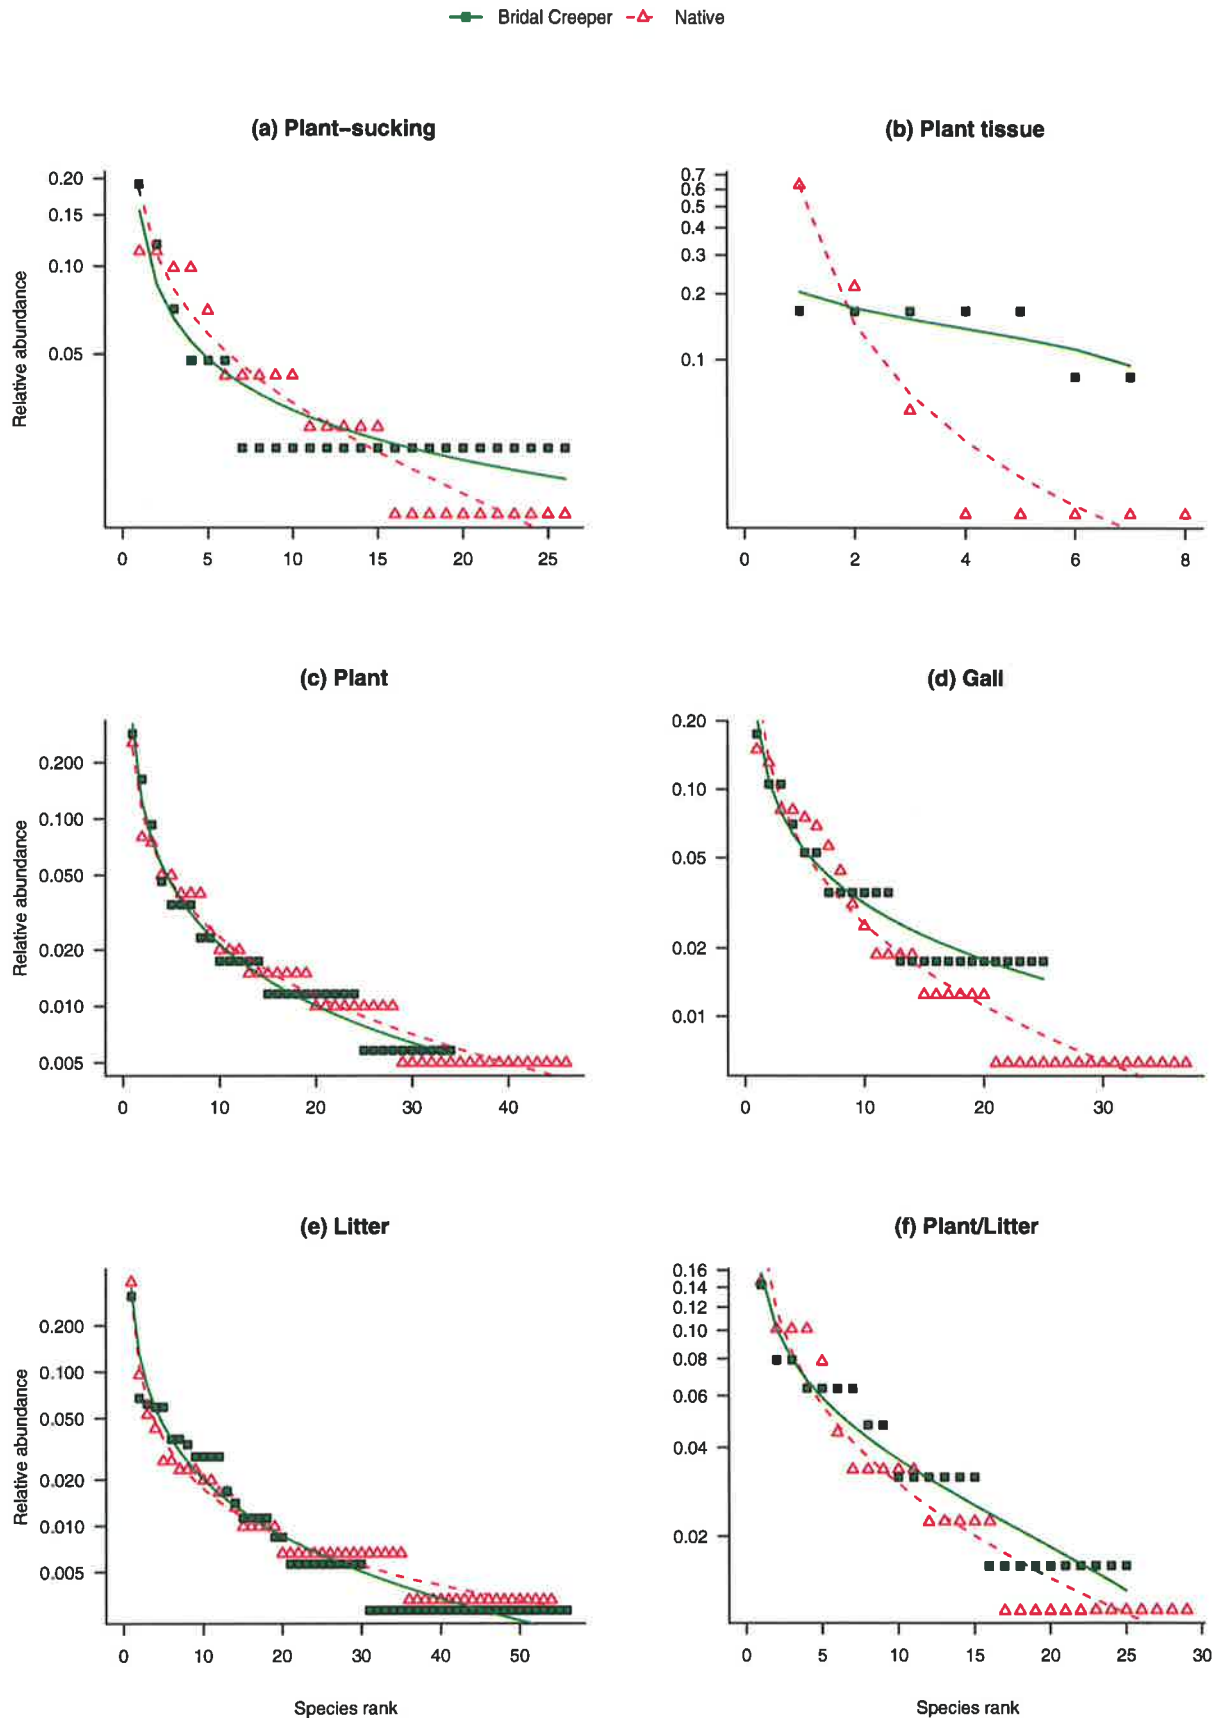 Bridal Creeper Native
(a) Plant-sucking
0.20
0.15
0.10
0.05
Relative abundance
0 5 10 15 20 25
(b) Plant tissue
0.7
0.6
0.5
0.4
0.3
0.2
0.1
0 2 4 6 8
(c) Plant
0.200
0.100
0.050
0.020
0.010
0.005
Relative abundance
0 10 20 30 40
(d) Gall
0.20
0.10
0.05
0.02
0.01
0 10 20 30
(e) Litter
0.200
0.100
0.050
0.020
0.010
0.005
Relative abundance
0 10 20 30 40 50
Species rank
(f) Plant/Litter
0.16
0.14
0.12
0.10
0.08
0.06
0.04
0.02
0 5 10 15 20 25 30
Species rank